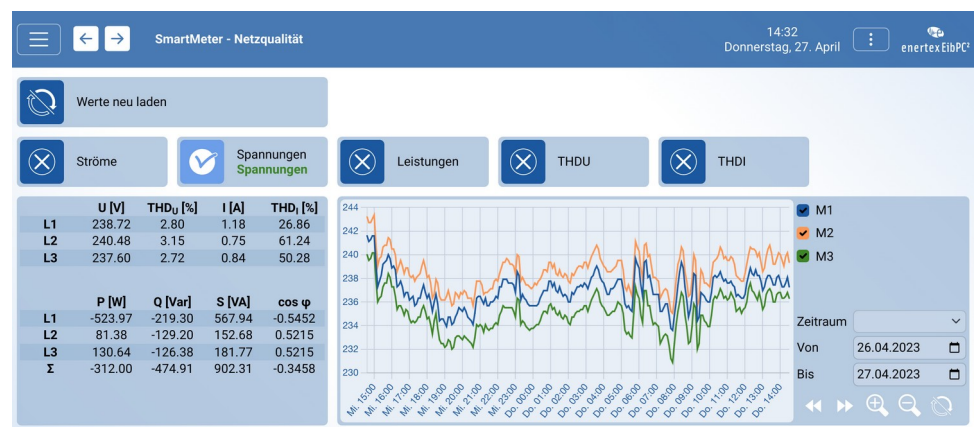 SmartMeter - Netzqualität
14:32
Donnerstag, 27. April
enertex EibPC²
Werte neu laden
Ströme
Spannungen
Spannungen
Leistungen
THDU
THDI
U [V] THDU [%] I [A] THDI [%]
L1 238.72 2.80 1.18 26.86
L2 240.48 3.15 0.75 61.24
L3 237.60 2.72 0.84 50.28
P [W] Q [Var] S [VA] cos φ
L1 -523.97 -219.30 567.94 -0.5452
L2 81.38 -129.20 152.68 0.5215
L3 130.64 -126.38 181.77 0.5215
Σ -312.00 -474.91 902.31 -0.3458
244
242
240
238
236
234
232
230
Mi. 15:00
Mi. 16:00
Mi. 17:00
Mi. 18:00
Mi. 19:00
Mi. 20:00
Mi. 21:00
Mi. 22:00
Mi. 23:00
Do. 00:00
Do. 01:00
Do. 02:00
Do. 03:00
Do. 04:00
Do. 05:00
Do. 06:00
Do. 07:00
Do. 08:00
Do. 09:00
Do. 10:00
Do. 11:00
Do. 12:00
Do. 13:00
Do. 14:00
M1
M2
M3
Zeitraum
Von 26.04.2023
Bis 27.04.2023